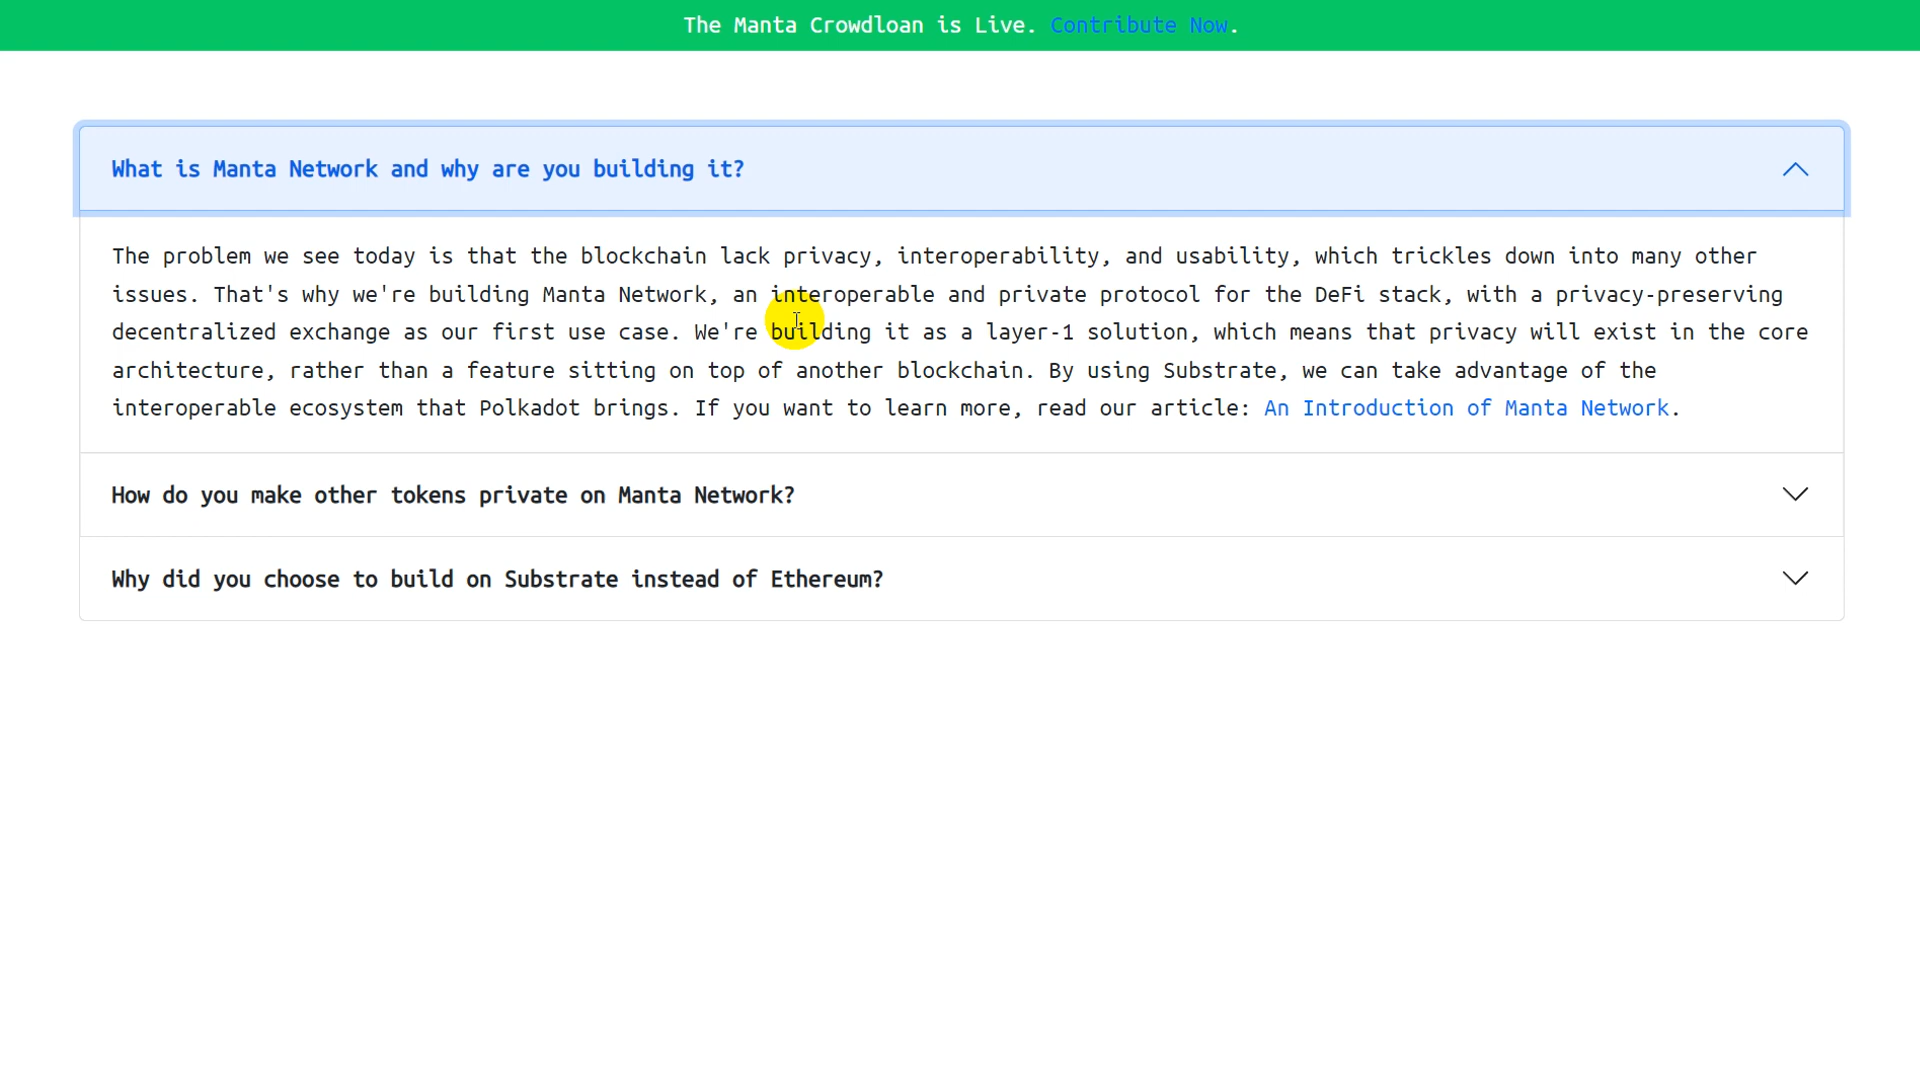 The Manta Crowdloan is Live. Contribute Now.
What is Manta Network and why are you building it?
The problem we see today is that the blockchain lack privacy, interoperability, and usability, which trickles down into many other
issues. That's why we're building Manta Network, an interoperable and private protocol for the DeFi stack, with a privacy-preserving
decentralized exchange as our first use case. We're building it as a layer-1 solution, which means that privacy will exist in the core
architecture, rather than a feature sitting on top of another blockchain. By using Substrate, we can take advantage of the
interoperable ecosystem that Polkadot brings. If you want to learn more, read our article: An Introduction of Manta Network.
How do you make other tokens private on Manta Network?
Why did you choose to build on Substrate instead of Ethereum?